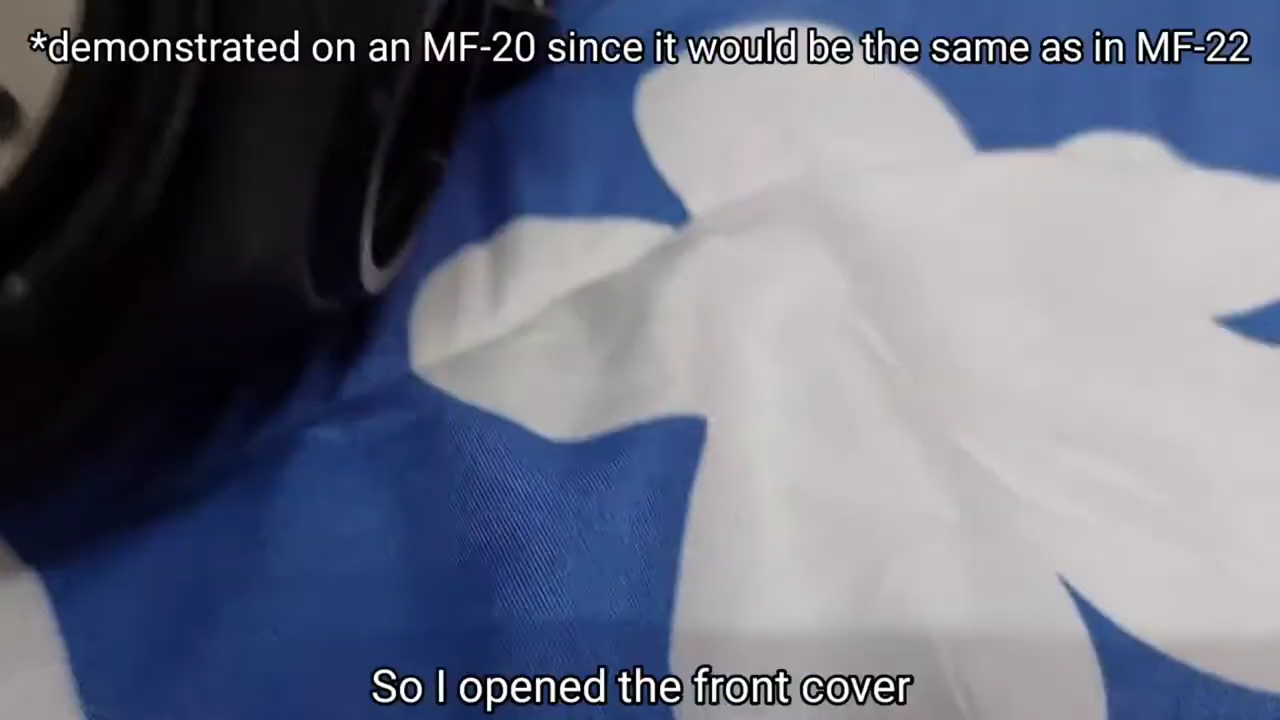 *demonstrated on an MF-20 since it would be the same as in MF-22
So I opened the front cover